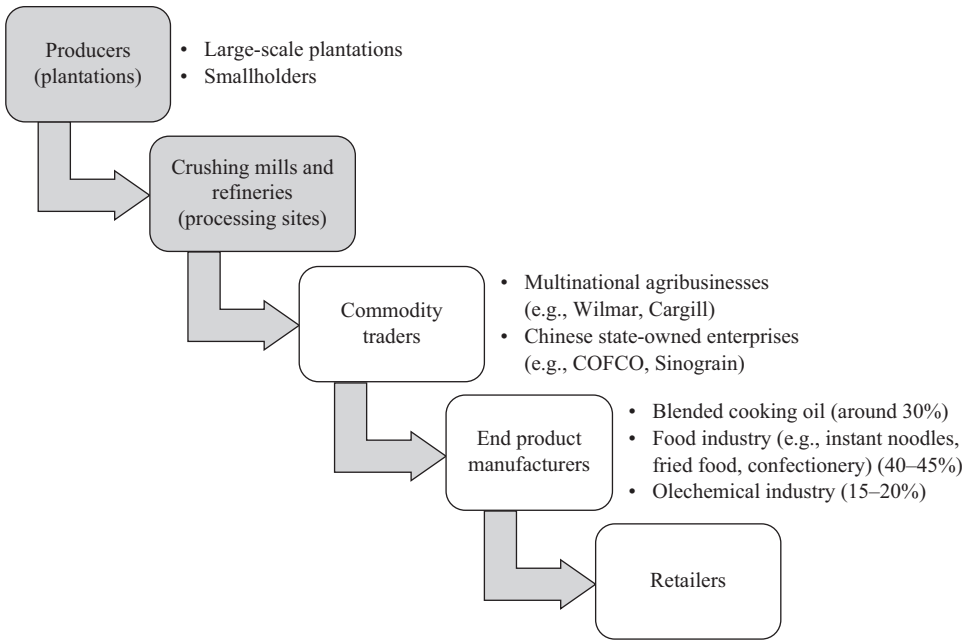 Producers
(plantations)
• Large-scale plantations
• Smallholders
Crushing mills and
refineries
(processing sites)
Commodity
traders
• Multinational agribusinesses
(e.g., Wilmar, Cargill)
• Chinese state-owned enterprises
(e.g., COFCO, Sinograin)
End product
manufacturers
• Blended cooking oil (around 30%)
• Food industry (e.g., instant noodles,
fried food, confectionery) (40–45%)
• Olechemical industry (15–20%)
Retailers